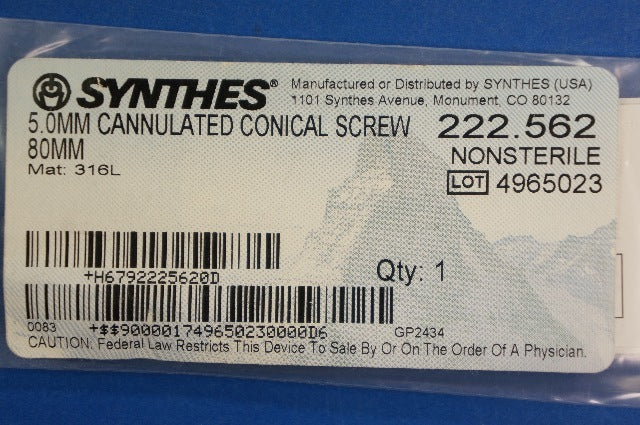 SYNTHES® Manufactured or Distributed by SYNTHES (USA)
1101 Synthes Avenue, Monument, CO 80132
5.0MM CANNULATED CONICAL SCREW 222.562
80MM NONSTERILE
Mat: 316L LOT 4965023
+H6792225620D Qty: 1
0083 +$$9000017496502300​00D6 GP2434
CAUTION: Federal Law Restricts This Device To Sale By Or On The Order Of A Physician.